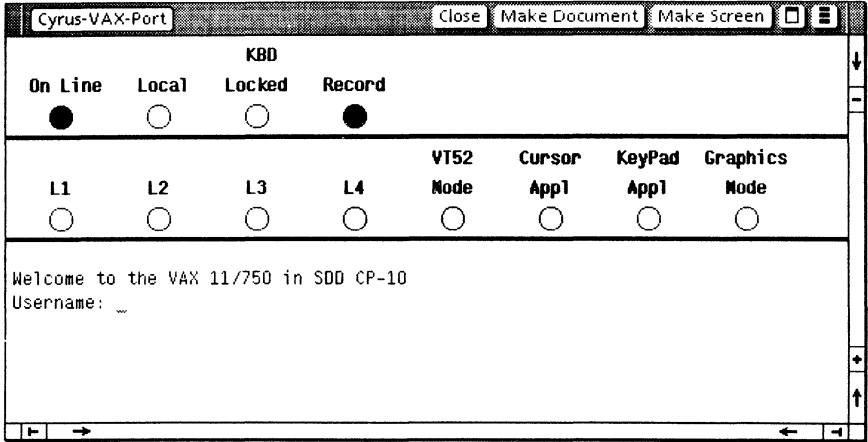 Cyrus-VAX-Port Close Make Document Make Screen
KBD
On Line Local Locked Record
VT52 Cursor KeyPad Graphics
L1 L2 L3 L4 Mode Appl Appl Mode
Welcome to the VAX 11/750 in SDD CP-10
Username: _